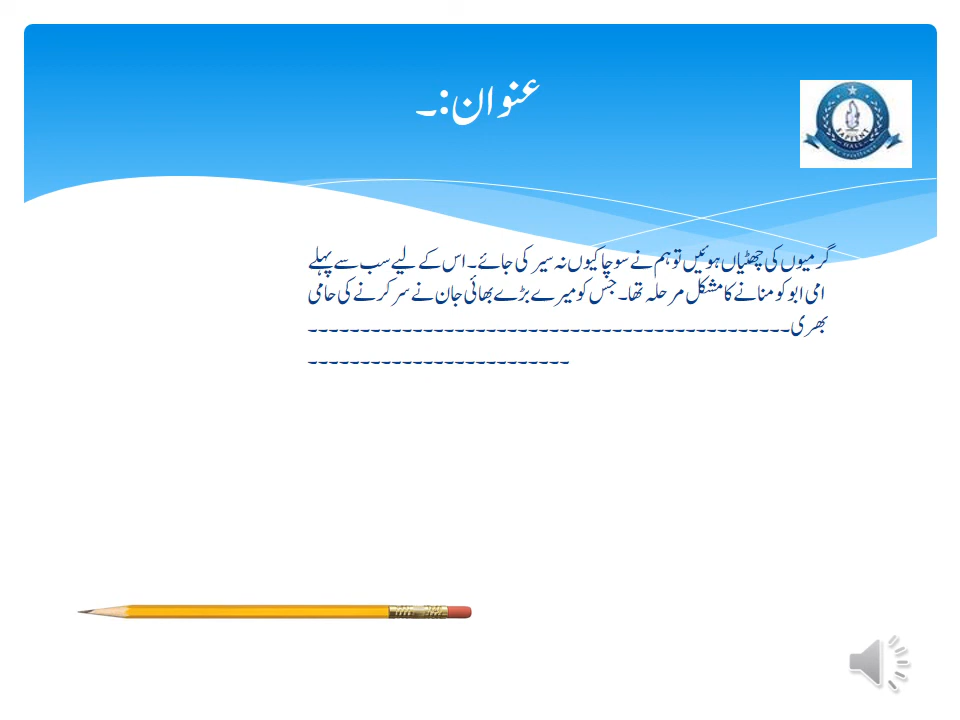 عنوان:۔
SAPIENT
HALL
گرمیوں کی چھٹیاں ہوئیں تو ہم نے سوچا کیوں نہ سیر کی جائے۔ اس کے لیے سب سے پہلے
امی ابو کو منانے کا مشکل مرحلہ تھا۔ جس کو میرے بڑے بھائی جان نے سر کرنے کی حامی
بھری۔۔۔۔۔۔۔۔۔۔۔۔۔۔۔۔۔۔۔۔۔۔۔۔۔۔۔۔۔۔۔۔۔۔۔۔۔۔۔۔۔۔۔۔۔۔
۔۔۔۔۔۔۔۔۔۔۔۔۔۔۔۔۔۔۔۔۔۔۔۔۔